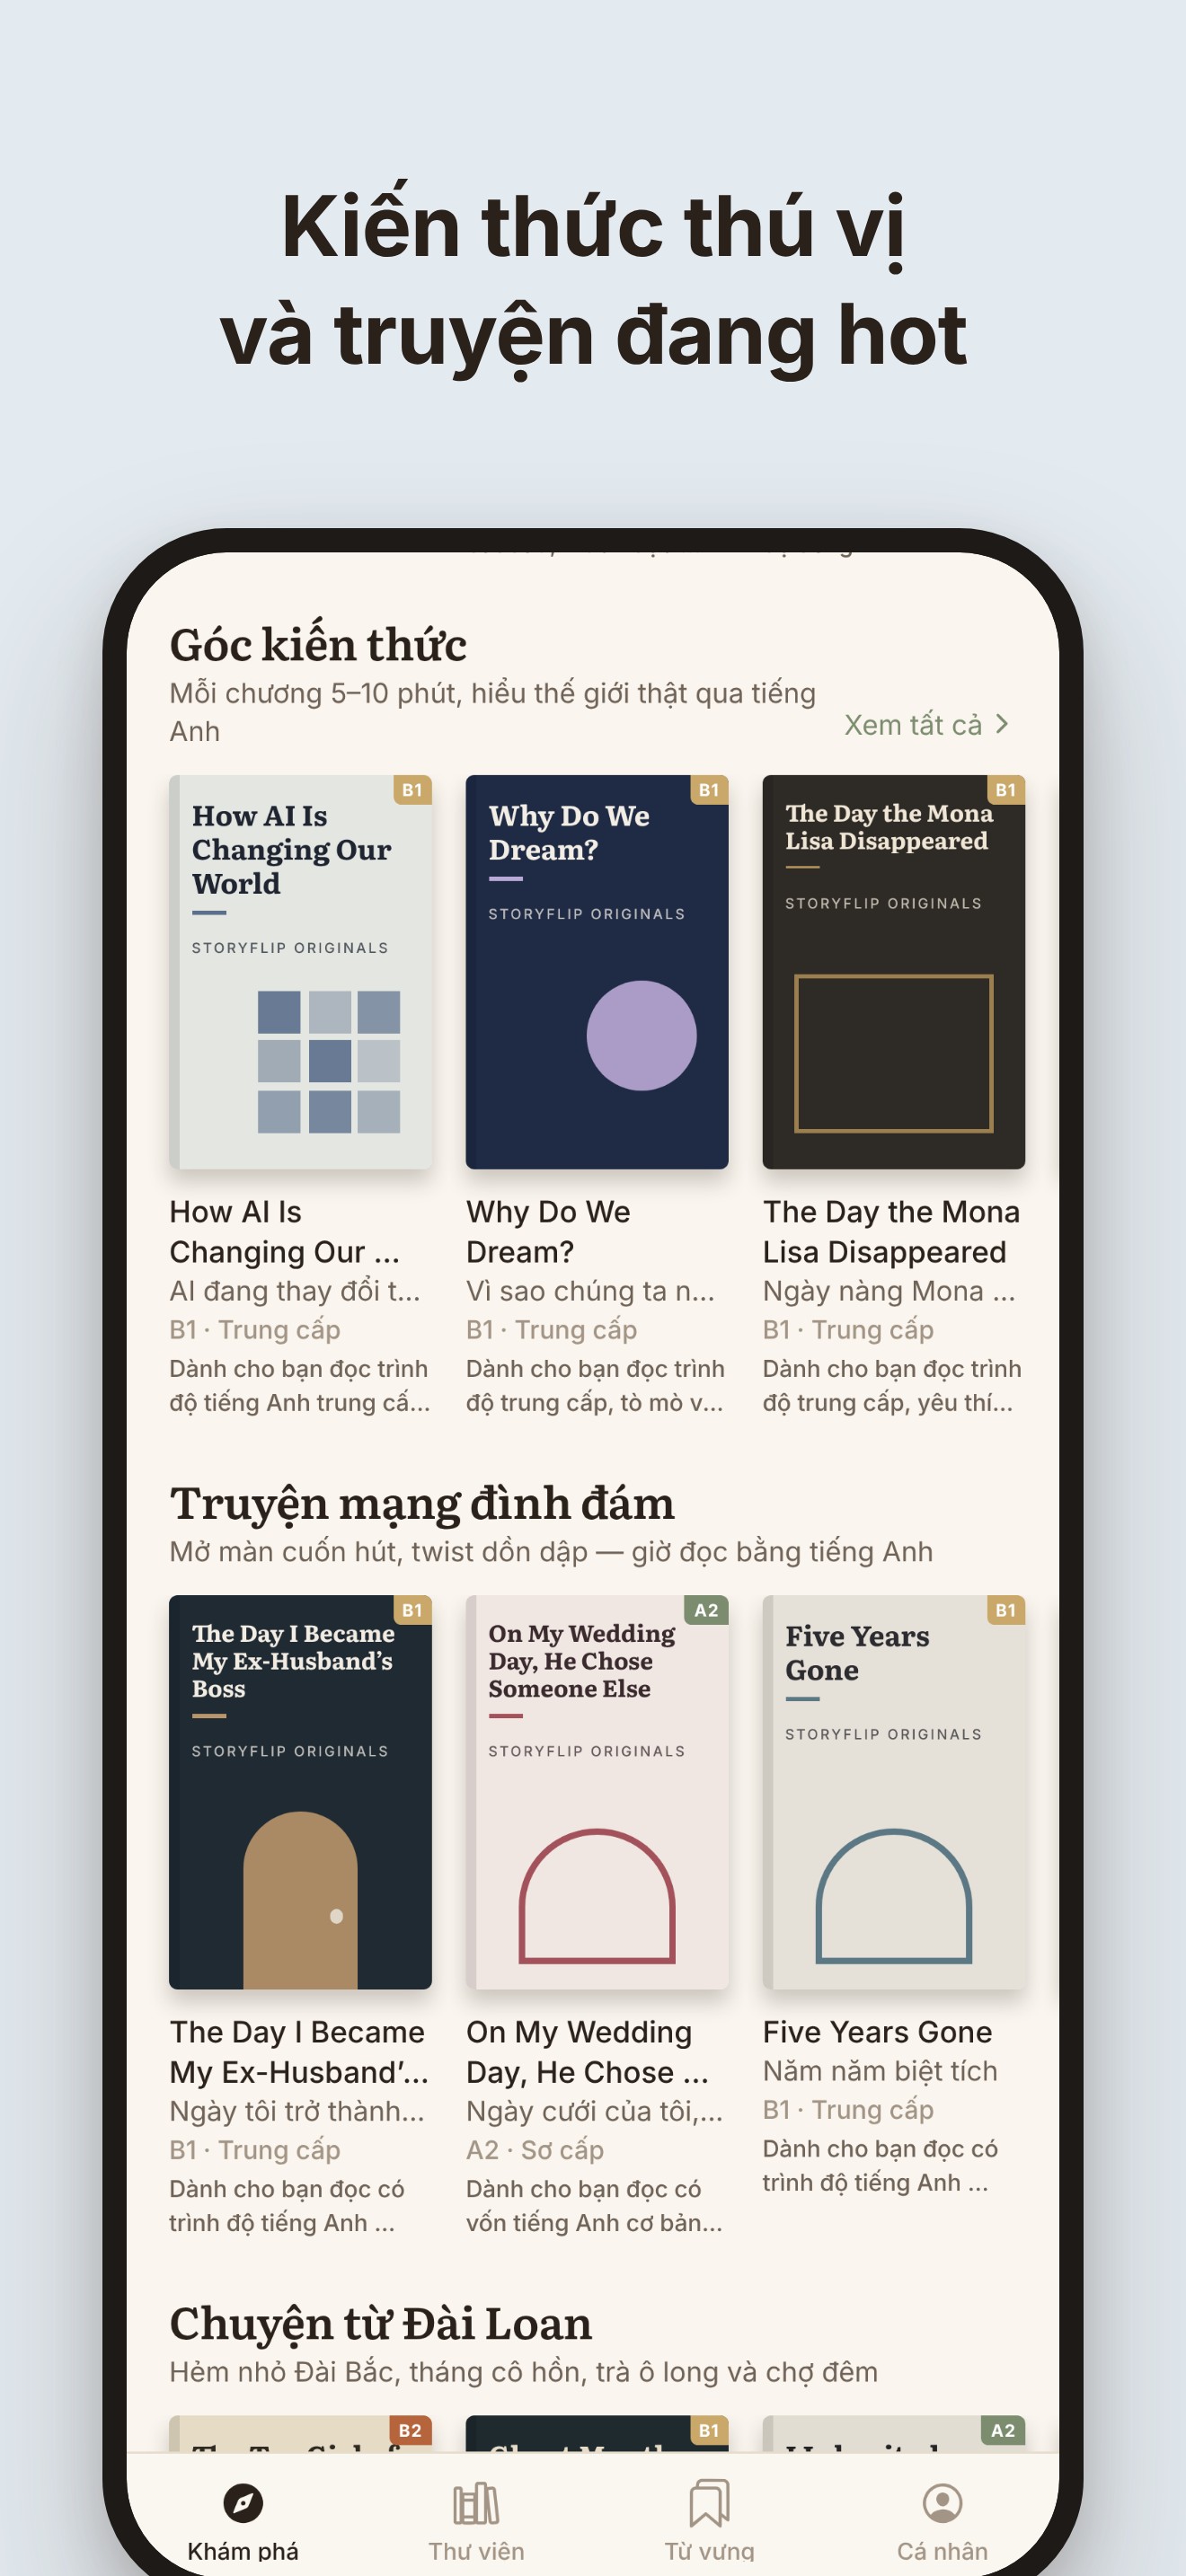 Kiến thức thú vị
và truyện đang hot
Góc kiến thức
Mỗi chương 5–10 phút, hiểu thế giới thật qua tiếng
Anh
Xem tất cả
B1
How AI Is
Changing Our
World
STORYFLIP ORIGINALS
B1
Why Do We
Dream?
STORYFLIP ORIGINALS
B1
The Day the Mona
Lisa Disappeared
STORYFLIP ORIGINALS
How AI Is
Changing Our ...
AI đang thay đổi t...
B1 · Trung cấp
Dành cho bạn đọc trình
độ tiếng Anh trung cấ...
Why Do We
Dream?
Vì sao chúng ta n...
B1 · Trung cấp
Dành cho bạn đọc trình
độ trung cấp, tò mò v...
The Day the Mona
Lisa Disappeared
Ngày nàng Mona ...
B1 · Trung cấp
Dành cho bạn đọc trình
độ trung cấp, yêu thí...
Truyện mạng đình đám
Mở màn cuốn hút, twist dồn dập — giờ đọc bằng tiếng Anh
B1
The Day I Became
My Ex-Husband’s
Boss
STORYFLIP ORIGINALS
A2
On My Wedding
Day, He Chose
Someone Else
STORYFLIP ORIGINALS
B1
Five Years
Gone
STORYFLIP ORIGINALS
The Day I Became
My Ex-Husband’...
Ngày tôi trở thành...
B1 · Trung cấp
Dành cho bạn đọc có
trình độ tiếng Anh ...
On My Wedding
Day, He Chose ...
Ngày cưới của tôi,...
A2 · Sơ cấp
Dành cho bạn đọc có
vốn tiếng Anh cơ bản...
Five Years Gone
Năm năm biệt tích
B1 · Trung cấp
Dành cho bạn đọc có
trình độ tiếng Anh ...
Chuyện từ Đài Loan
Hẻm nhỏ Đài Bắc, tháng cô hồn, trà ô long và chợ đêm
B2
B1
A2
Khám phá
Thư viện
Từ vựng
Cá nhân